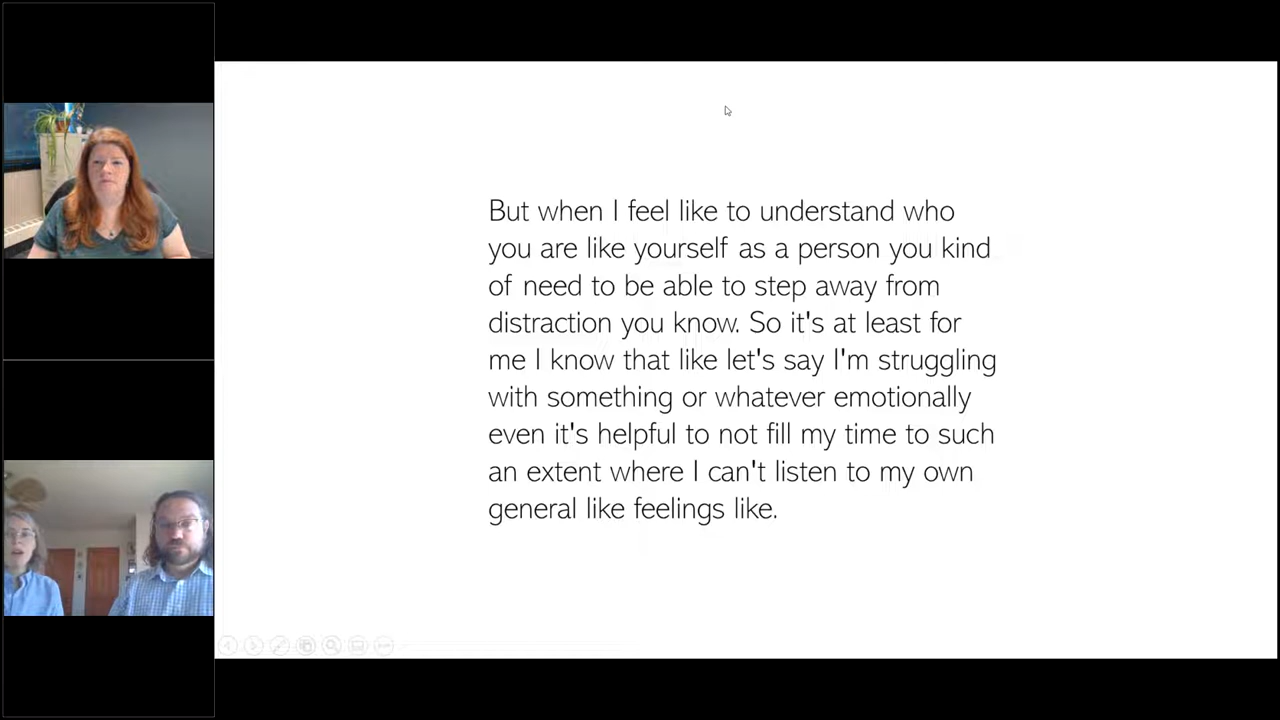 But when I feel like to understand who
you are like yourself as a person you kind
of need to be able to step away from
distraction you know. So it's at least for
me I know that like let's say I'm struggling
with something or whatever emotionally
even it's helpful to not fill my time to such
an extent where I can't listen to my own
general like feelings like.